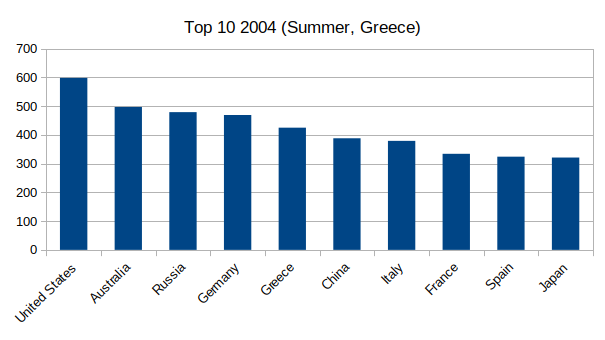 Top 10 2004 (Summer, Greece)
700
600
500
400
300
200
100
0
United States
Australia
Russia
Germany
Greece
China
Italy
France
Spain
Japan